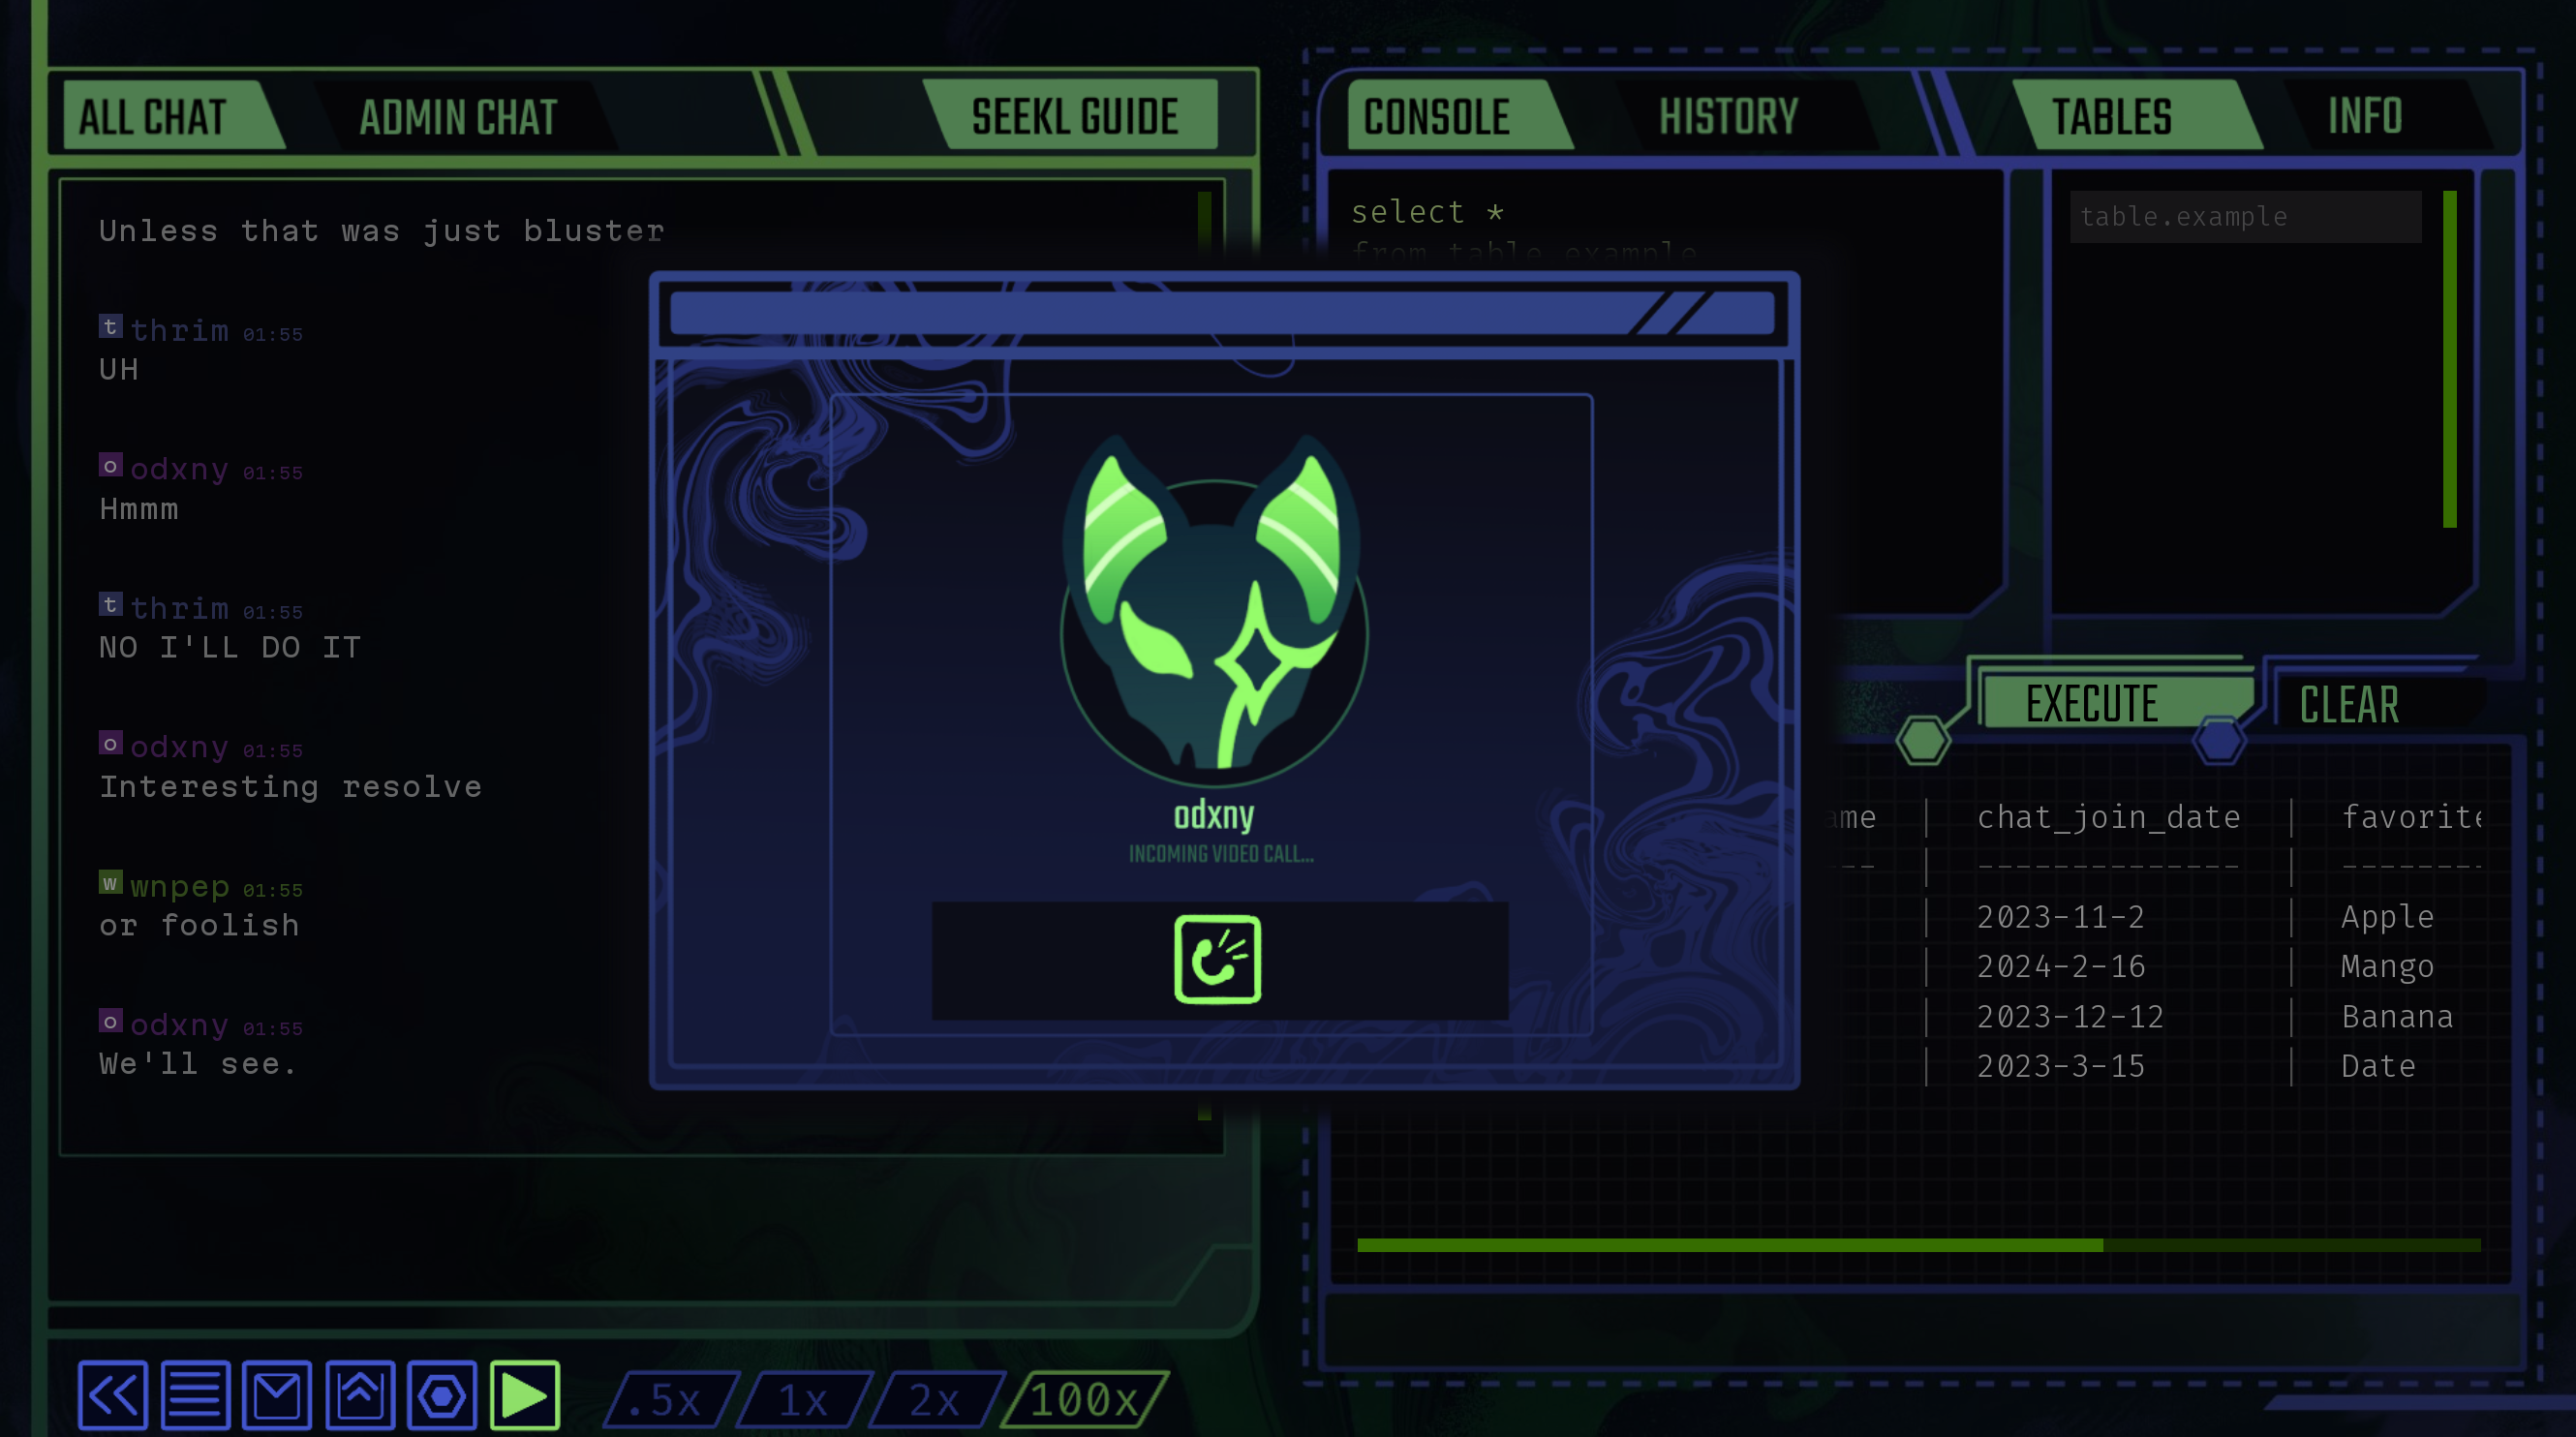 ALL CHAT
ADMIN CHAT
SEEKL GUIDE
Unless that was just bluster
t thrim 01:55
UH
o odxny 01:55
Hmmm
t thrim 01:55
NO I'LL DO IT
o odxny 01:55
Interesting resolve
w wnpep 01:55
or foolish
o odxny 01:55
We'll see.
odxny
INCOMING VIDEO CALL...
CONSOLE
HISTORY
TABLES
INFO
select *
from table.example
table.example
EXECUTE
CLEAR
ame | chat_join_date | favorite
---- | -------------- | --------
| 2023-11-2 | Apple
| 2024-2-16 | Mango
| 2023-12-12 | Banana
| 2023-3-15 | Date
.5x
1x
2x
100x